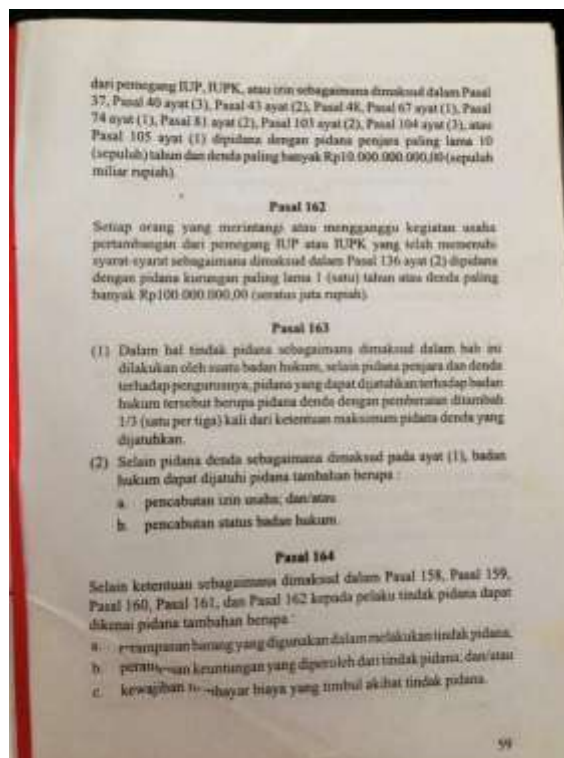 dari pemegang IUP, IUPK, atau izin sebagaimana dimaksud dalam Pasal
37, Pasal 40 ayat (3), Pasal 43 ayat (2), Pasal 48, Pasal 67 ayat (1), Pasal
74 ayat (1), Pasal 81 ayat (2), Pasal 103 ayat (2), Pasal 104 ayat (3), atau
Pasal 105 ayat (1) dipidana dengan pidana penjara paling lama 10
(sepuluh) tahun dan denda paling banyak Rp10.000.000.000,00 (sepuluh
miliar rupiah).
Pasal 162
Setiap orang yang merintangi atau mengganggu kegiatan usaha
pertambangan dari pemegang IUP atau IUPK yang telah memenuhi
syarat-syarat sebagaimana dimaksud dalam Pasal 136 ayat (2) dipidana
dengan pidana kurungan paling lama 1 (satu) tahun atau denda paling
banyak Rp100.000.000,00 (seratus juta rupiah).
Pasal 163
(1) Dalam hal tindak pidana sebagaimana dimaksud dalam bab ini
dilakukan oleh suatu badan hukum, selain pidana penjara dan denda
terhadap pengurusnya, pidana yang dapat dijatuhkan terhadap badan
hukum tersebut berupa pidana denda dengan pemberatan ditambah
1/3 (satu per tiga) kali dari ketentuan maksimum pidana denda yang
dijatuhkan.
(2) Selain pidana denda sebagaimana dimaksud pada ayat (1), badan
hukum dapat dijatuhi pidana tambahan berupa :
a. pencabutan izin usaha; dan/atau
b. pencabutan status badan hukum.
Pasal 164
Selain ketentuan sebagaimana dimaksud dalam Pasal 158, Pasal 159,
Pasal 160, Pasal 161, dan Pasal 162 kepada pelaku tindak pidana dapat
dikenai pidana tambahan berupa :
a. barang yang digunakan dalam melakukan tindak pidana;
b. keuntungan yang diperoleh dari tindak pidana; dan/atau
c. kewajiban biaya yang timbul akibat tindak pidana.
59